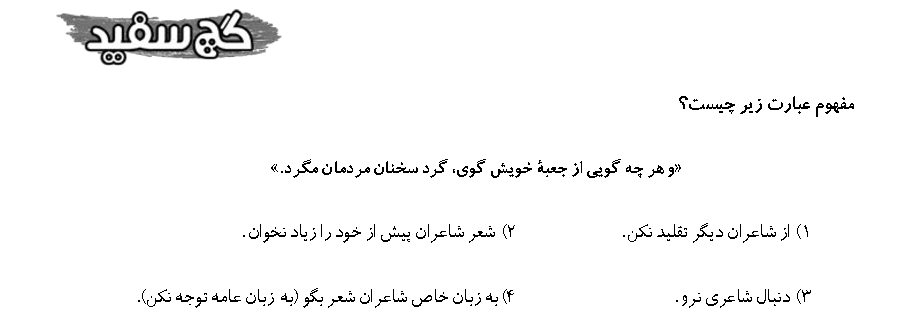 گچ سفید
مفهوم عبارت زیر چیست؟
«و هر چه گویی از جعبهٔ خویش گوی، گرد سخنان مردمان مگرد.»
۱) از شاعران دیگر تقلید نکن. ۲) شعر شاعران پیش از خود را زیاد نخوان.
۳) دنبال شاعری نرو. ۴) به زبان خاص شاعران شعر بگو (به زبان عامه توجه نکن).